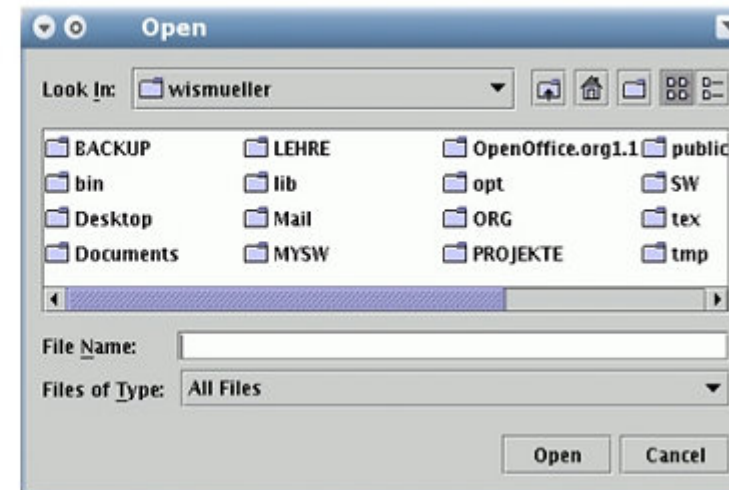 Open
Look In: wismueller
BACKUP LEHRE OpenOffice.org1.1 public
bin lib opt SW
Desktop Mail ORG tex
Documents MYSW PROJEKTE tmp
File Name:
Files of Type: All Files
Open Cancel